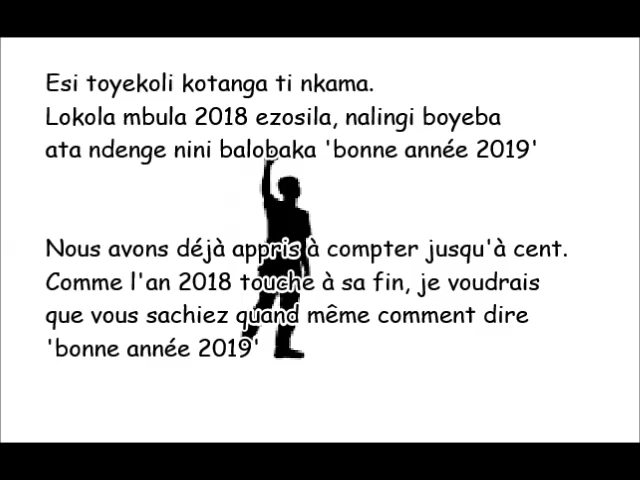 Esi toyekoli kotanga ti nkama.
Lokola mbula 2018 ezosila, nalingi boyeba
ata ndenge nini balobaka 'bonne année 2019'
Nous avons déjà appris à compter jusqu'à cent.
Comme l'an 2018 touche à sa fin, je voudrais
que vous sachiez quand même comment dire
'bonne année 2019'